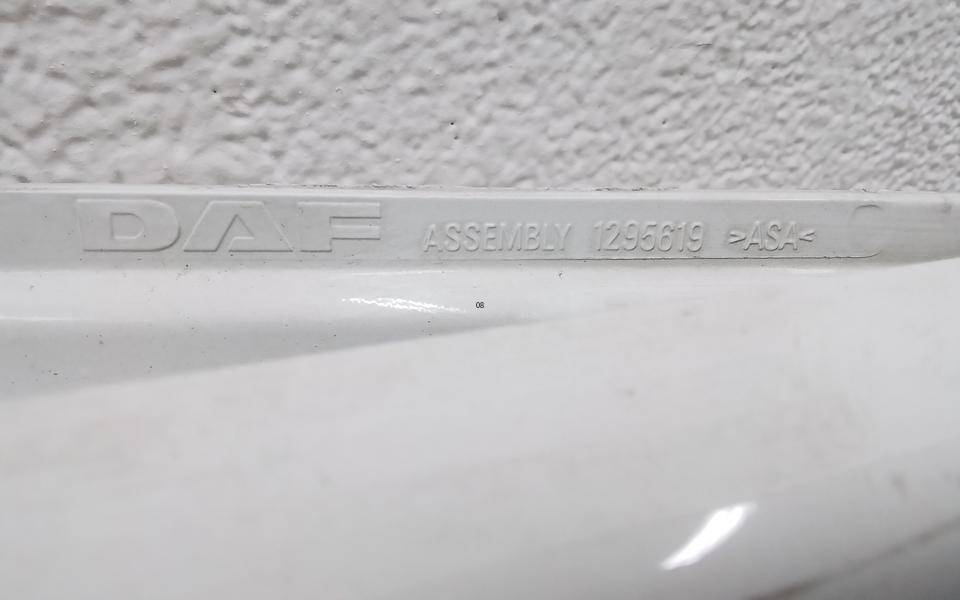 DAF ASSEMBLY 1295619 >ASA<
08